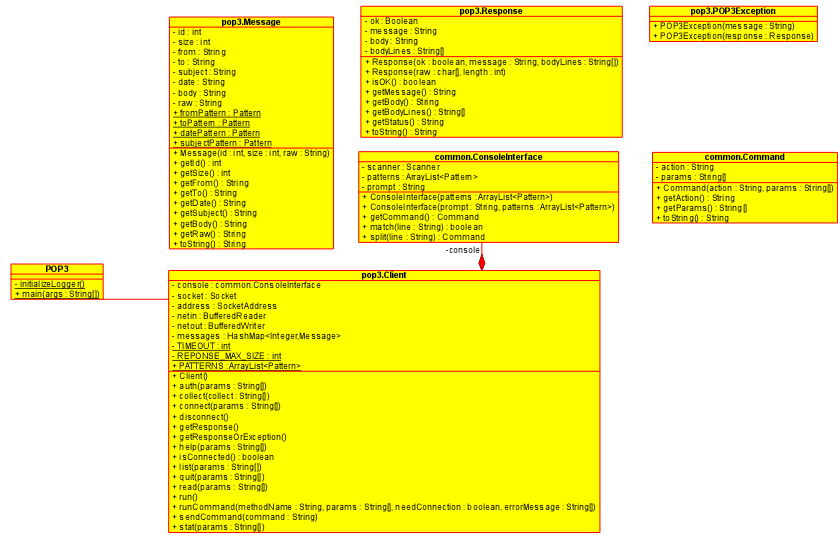 pop3.Message
- id : int
- size : int
- from : String
- to : String
- subject : String
- date : String
- body : String
- raw : String
+ fromPattern : Pattern
+ toPattern : Pattern
+ datePattern : Pattern
+ subjectPattern : Pattern
+ Message(id : int, size : int, raw : String)
+ getId() : int
+ getSize() : int
+ getFrom() : String
+ getTo() : String
+ getDate() : String
+ getSubject() : String
+ getBody() : String
+ getRaw() : String
+ toString() : String
pop3.Response
- ok : Boolean
- message : String
- body : String
- bodyLines : String[]
+ Response(ok : boolean, message : String, bodyLines : String[])
+ Response(raw : char[], length : int)
+ isOK() : boolean
+ getMessage() : String
+ getBody() : String
+ getBodyLines() : String[]
+ getStatus() : String
+ toString() : String
pop3.POP3Exception
+ POP3Exception(message : String)
+ POP3Exception(response : Response)
common.ConsoleInterface
- scanner : Scanner
- patterns : ArrayList<Pattern>
- prompt : String
+ ConsoleInterface(patterns :ArrayList<Pattern>)
+ ConsoleInterface(prompt : String, patterns :ArrayList<Pattern>)
+ getCommand() : Command
+ match(line : String) : boolean
+ split(line : String) : Command
common.Command
- action : String
- params : String[]
+ Command(action : String, params : String[])
+ getAction() : String
+ getParams() : String[]
+ toString() : String
-console
POP3
- initializeLogger()
+ main(args : String[])
pop3.Client
- console : common.ConsoleInterface
- socket : Socket
- address : SocketAddress
- netin : BufferedReader
- netout : BufferedWriter
- messages : HashMap<Integer,Message>
- TIMEOUT : int
- REPONSE_MAX_SIZE : int
+ PATTERNS :ArrayList<Pattern>
+ Client()
+ auth(params : String[])
+ collect(collect : String[])
+ connect(params : String[])
+ disconnect()
+ getResponse()
+ getResponseOrException()
+ help(params : String[])
+ isConnected() : boolean
+ list(params : String[])
+ quit(params : String[])
+ read(params : String[])
+ run()
+ runCommand(methodName : String, params : String[], needConnection : boolean, errorMessage : String[])
+ sendCommand(command : String)
+ stat(params : String[])